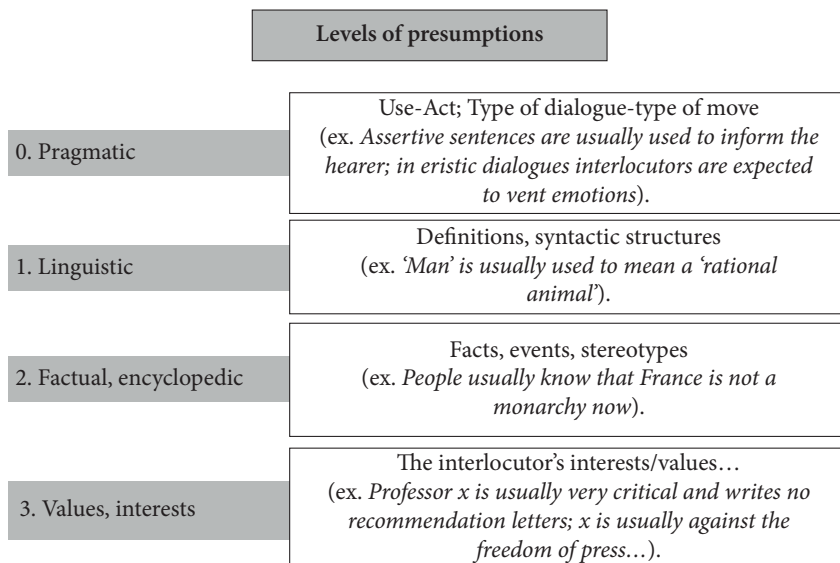 Levels of presumptions
0. Pragmatic
Use-Act; Type of dialogue-type of move
(ex. Assertive sentences are usually used to inform the
hearer; in eristic dialogues interlocutors are expected
to vent emotions).
1. Linguistic
Definitions, syntactic structures
(ex. ‘Man’ is usually used to mean a ‘rational
animal’).
2. Factual, encyclopedic
Facts, events, stereotypes
(ex. People usually know that France is not a
monarchy now).
3. Values, interests
The interlocutor’s interests/values…
(ex. Professor x is usually very critical and writes no
recommendation letters; x is usually against the
freedom of press…).